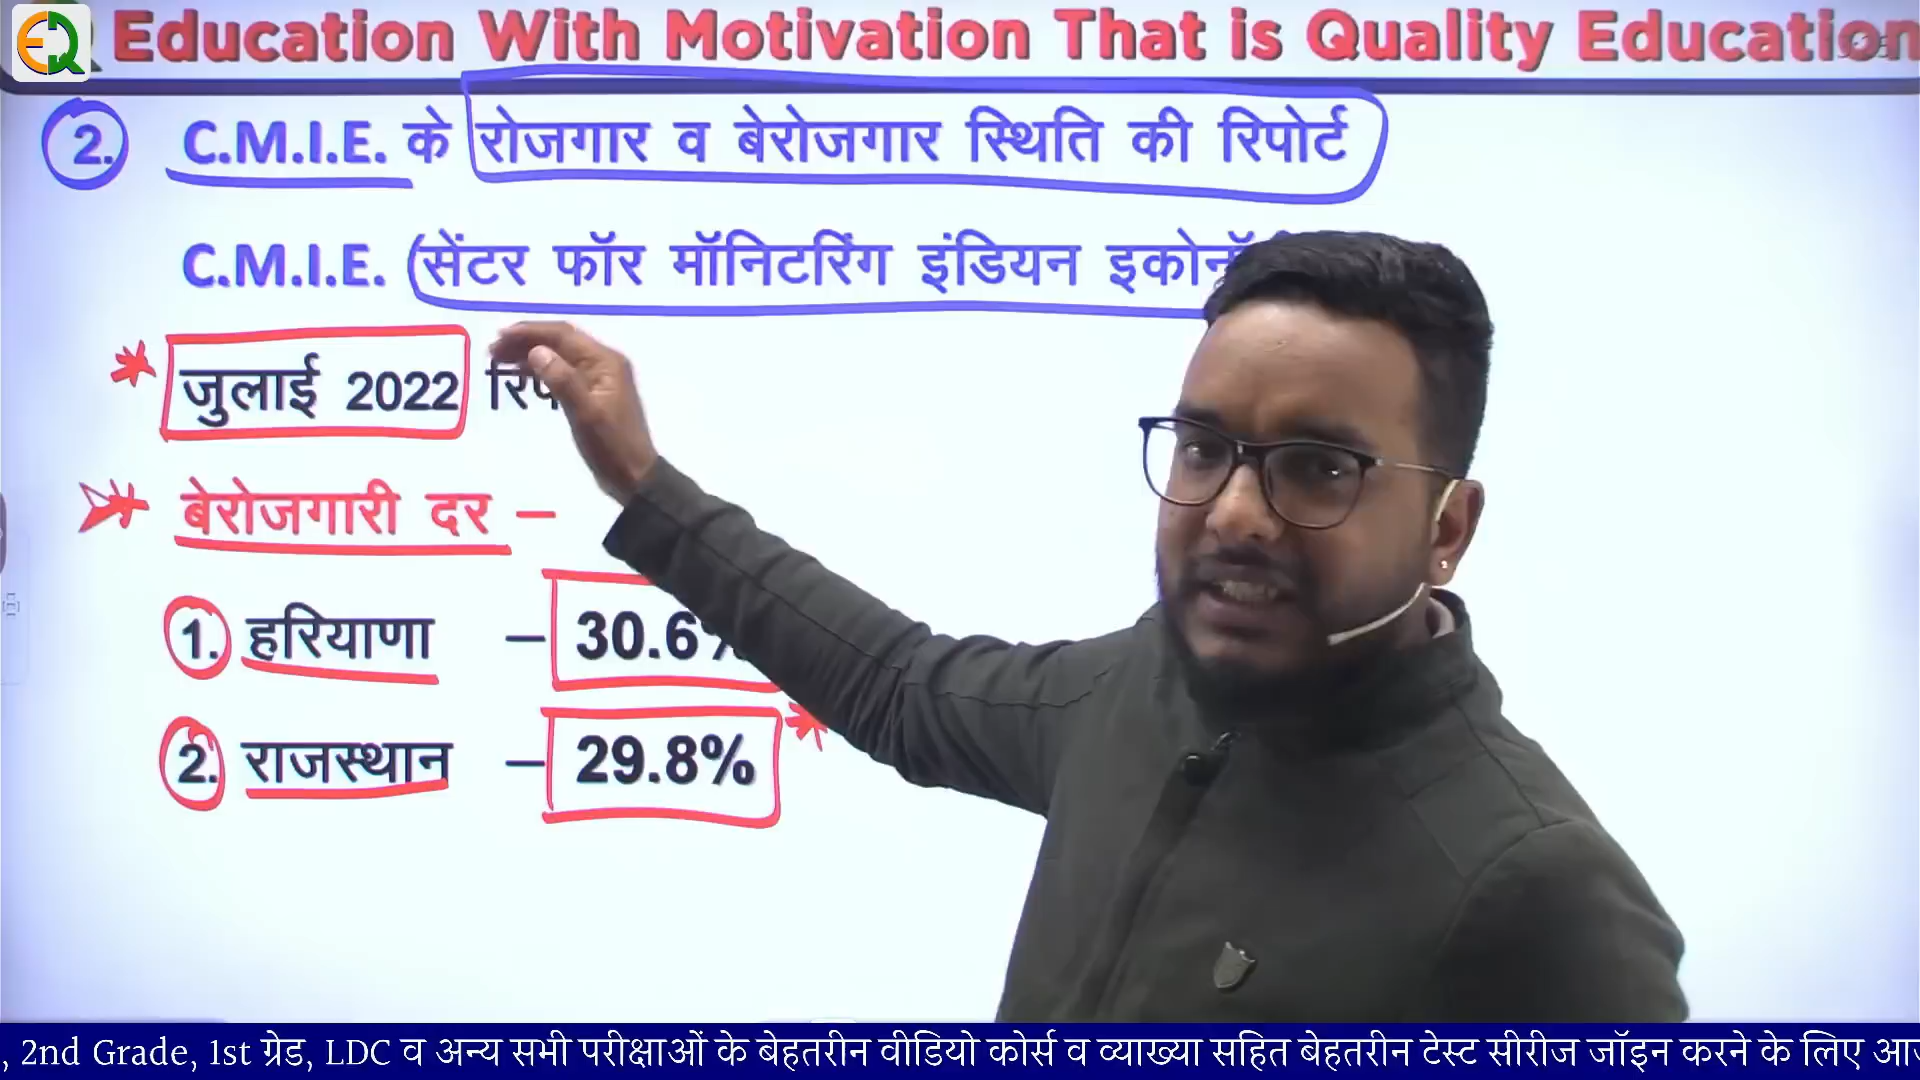 EQ
Education With Motivation That is Quality Education
2. C.M.I.E. के रोजगार व बेरोजगार स्थिति की रिपोर्ट
C.M.I.E. (सेंटर फॉर मॉनिटरिंग इंडियन
जुलाई 2022
बेरोजगारी दर –
1. हरियाणा – 30.6%
2. राजस्थान – 29.8%
, 2nd Grade, 1st ग्रेड, LDC व अन्य सभी परीक्षाओं के बेहतरीन वीडियो कोर्स व व्याख्या सहित बेहतरीन टेस्ट सीरीज जॉइन करने के लिए